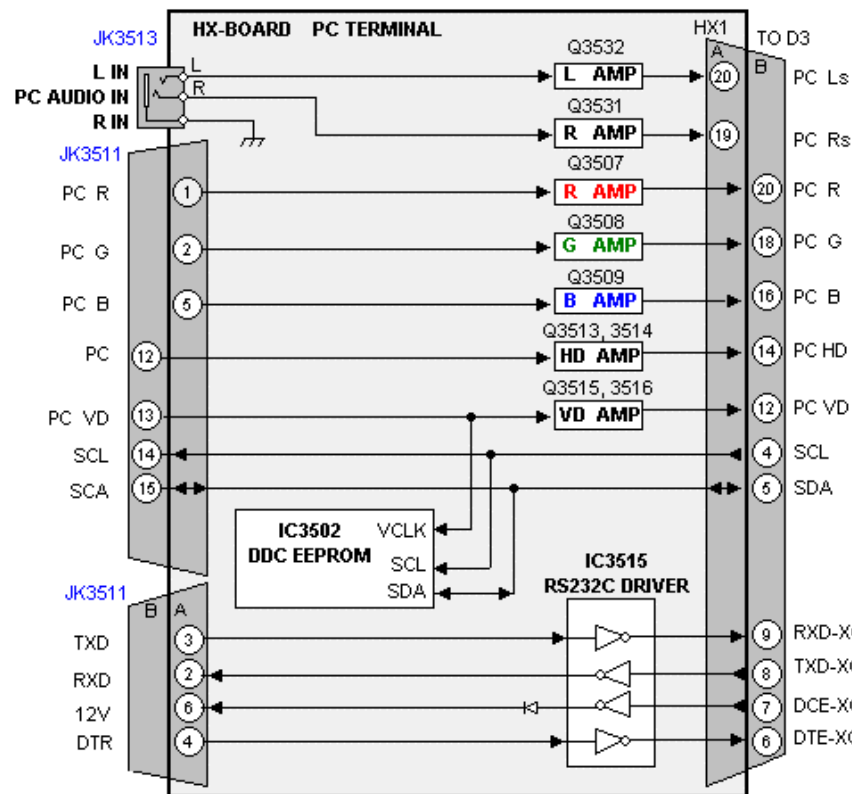 HX-BOARD PC TERMINAL
HX1
TO D3
JK3513
A
B
L IN
L
Q3532
L AMP
20
PC Ls
PC AUDIO IN
R
R IN
Q3531
R AMP
19
PC Rs
JK3511
Q3507
PC R
1
R AMP
20
PC R
Q3508
PC G
2
G AMP
18
PC G
Q3509
PC B
5
B AMP
16
PC B
Q3513, 3514
PC
12
HD AMP
14
PC HD
Q3515, 3516
PC VD
13
VD AMP
12
PC VD
SCL
14
4
SCL
SCA
15
5
SDA
IC3502
DDC EEPROM
VCLK
SCL
SDA
IC3515
RS232C DRIVER
JK3511
B
A
TXD
3
9
RXD-X
RXD
2
8
TXD-X
12V
6
7
DCE-X
DTR
4
6
DTE-X